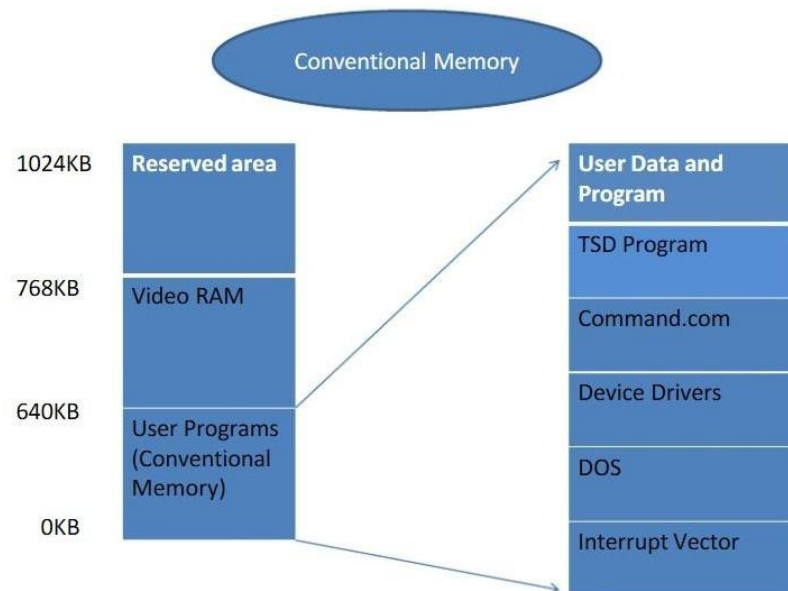 Conventional Memory
1024KB
Reserved area
768KB
Video RAM
640KB
User Programs
(Conventional
Memory)
0KB
User Data and
Program
TSD Program
Command.com
Device Drivers
DOS
Interrupt Vector